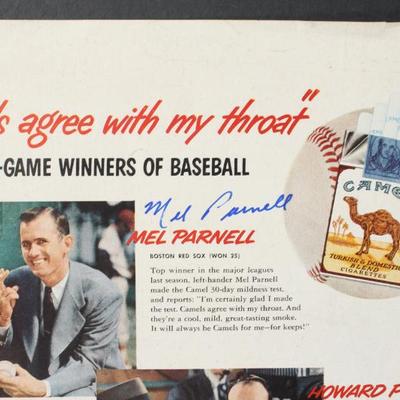 s agree with my throat"
-GAME WINNERS OF BASEBALL
Mel Parnell
MEL PARNELL
BOSTON RED SOX (WON 25)
Top winner in the major leagues
last season, left-hander Mel Parnell
made the Camel 30-day mildness test,
and reports: "I'm certainly glad I made
the test. Camels agree with my throat. And
they're a cool, mild, great-tasting smoke.
It will always be Camels for me—for keeps!"
CAMEL
TURKISH & DOMESTIC
BLEND
CIGARETTES
HOWARD P